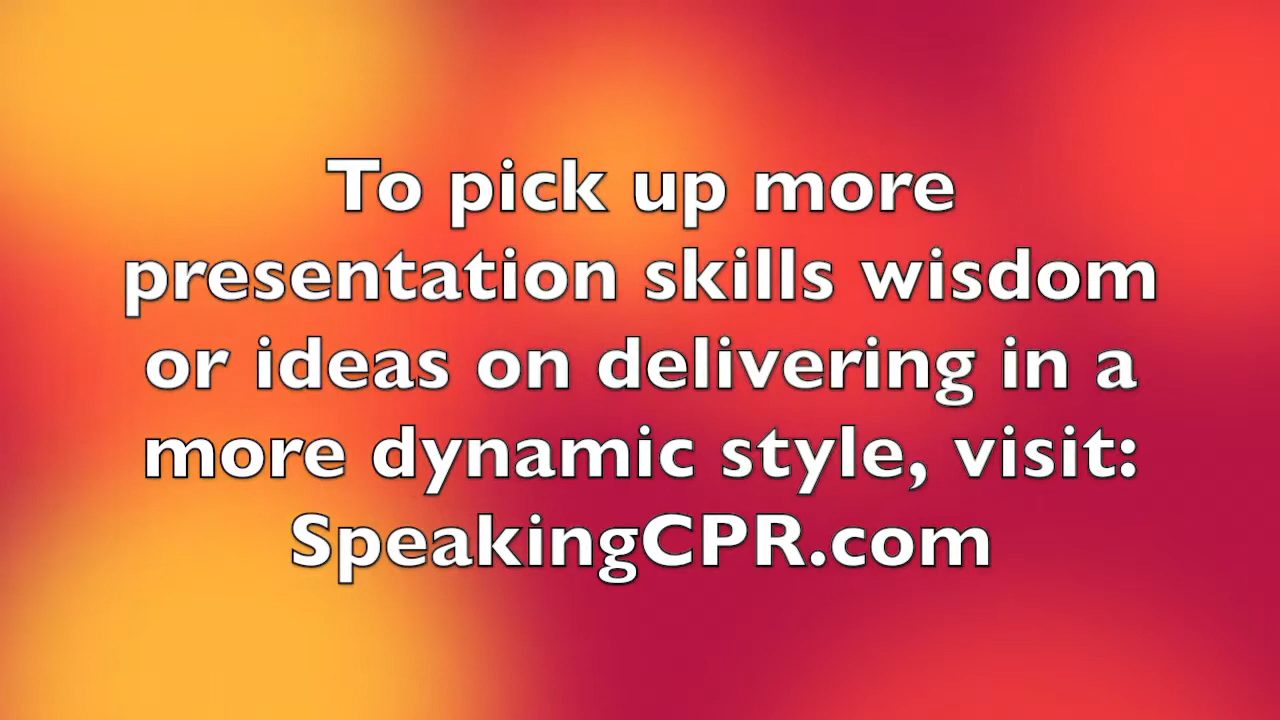 To pick up more
presentation skills wisdom
or ideas on delivering in a
more dynamic style, visit:
SpeakingCPR.com